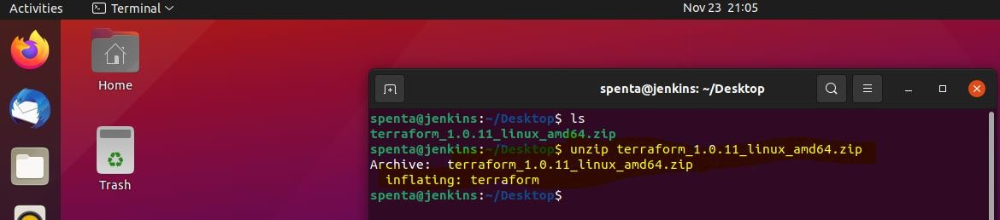 Activities
Terminal
Nov 23 21:05
Home
Trash
spenta@jenkins: ~/Desktop
spenta@jenkins:~/Desktop$ ls
terraform_1.0.11_linux_amd64.zip
spenta@jenkins:~/Desktop$ unzip terraform_1.0.11_linux_amd64.zip
Archive:  terraform_1.0.11_linux_amd64.zip
  inflating: terraform
spenta@jenkins:~/Desktop$